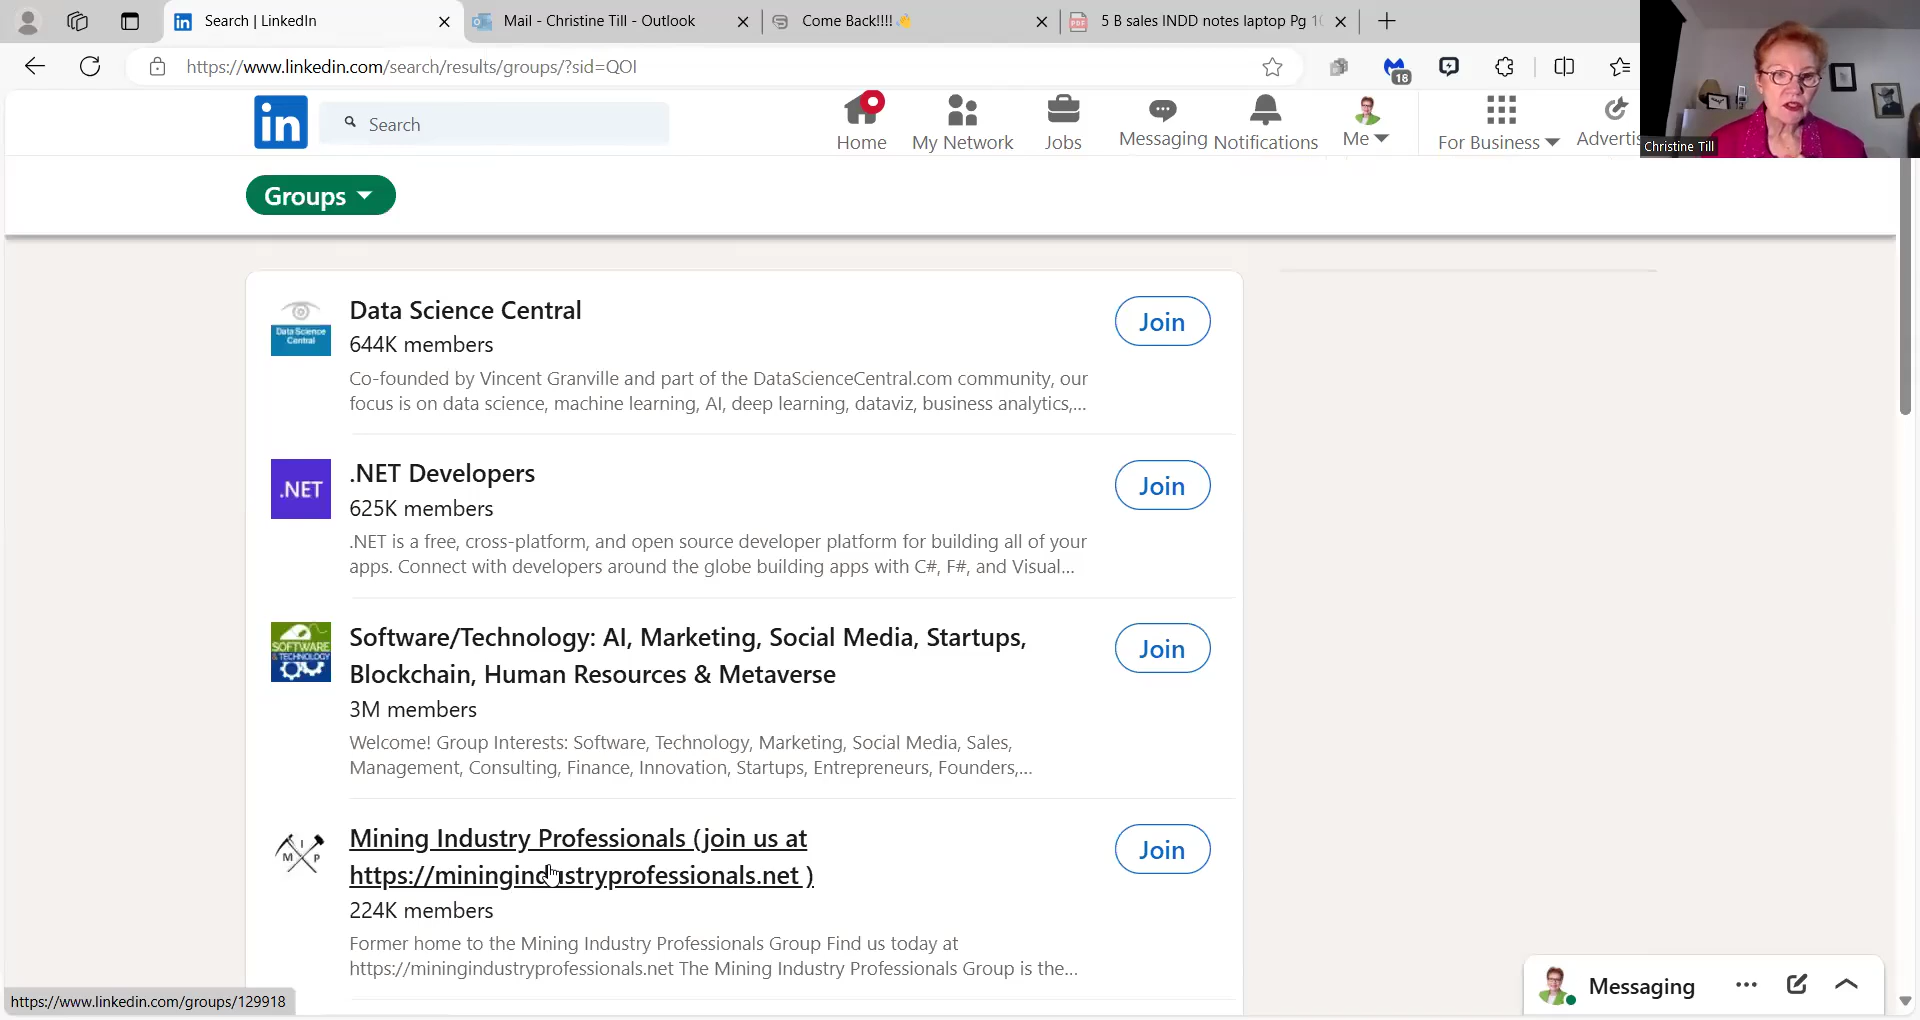 Search | LinkedIn
Mail - Christine Till - Outlook
Come Back!!!!
5 B sales INDD notes laptop Pg 1
https://www.linkedin.com/search/results/groups/?sid=QOI
18
in
Search
Home
My Network
Jobs
Messaging
Notifications
Me
For Business
Advertis
Christine Till
Groups
Data Science Central
Data Science Central
644K members
Co-founded by Vincent Granville and part of the DataScienceCentral.com community, our
focus is on data science, machine learning, AI, deep learning, dataviz, business analytics,...
Join
.NET
.NET Developers
625K members
.NET is a free, cross-platform, and open source developer platform for building all of your
apps. Connect with developers around the globe building apps with C#, F#, and Visual...
Join
SOFTWARE
& TECHNOLOGY
Software/Technology: AI, Marketing, Social Media, Startups,
Blockchain, Human Resources & Metaverse
3M members
Welcome! Group Interests: Software, Technology, Marketing, Social Media, Sales,
Management, Consulting, Finance, Innovation, Startups, Entrepreneurs, Founders,...
Join
M I P
Mining Industry Professionals (join us at
https://miningindustryprofessionals.net )
224K members
Former home to the Mining Industry Professionals Group Find us today at
https://miningindustryprofessionals.net The Mining Industry Professionals Group is the...
Join
https://www.linkedin.com/groups/129918
Messaging